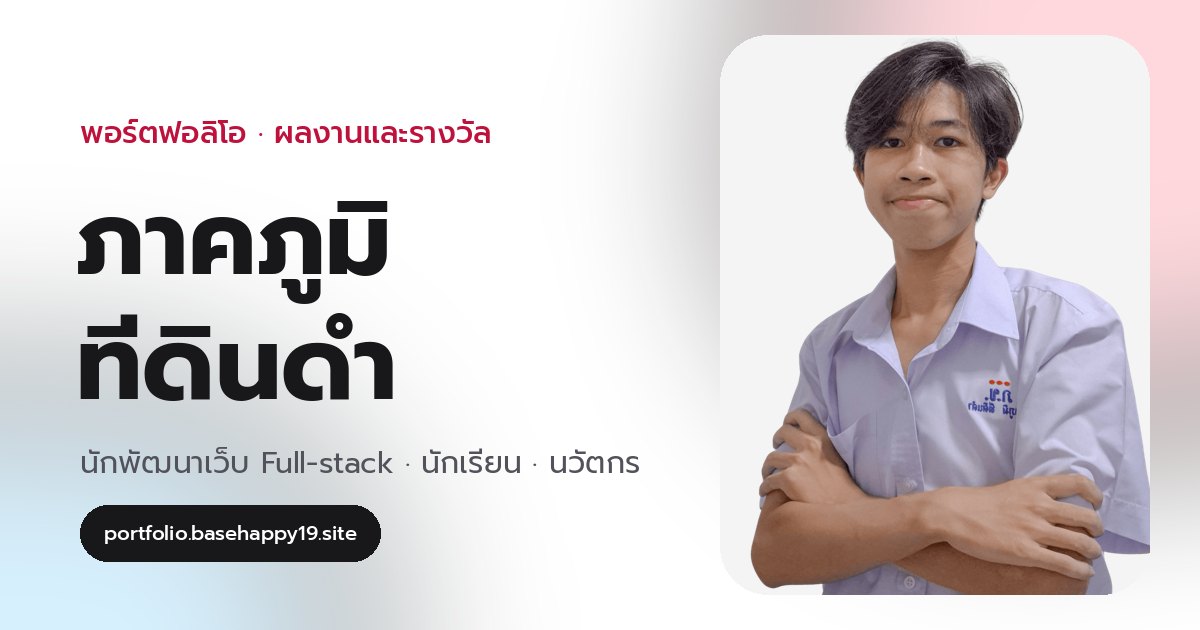 พอร์ตฟอลิโอ · ผลงานและรางวัล
ภาคภูมิ
ทีดินดำ
นักพัฒนาเว็บ Full-stack · นักเรียน · นวัตกร
portfolio.basehappy19.site
ภ.ข.